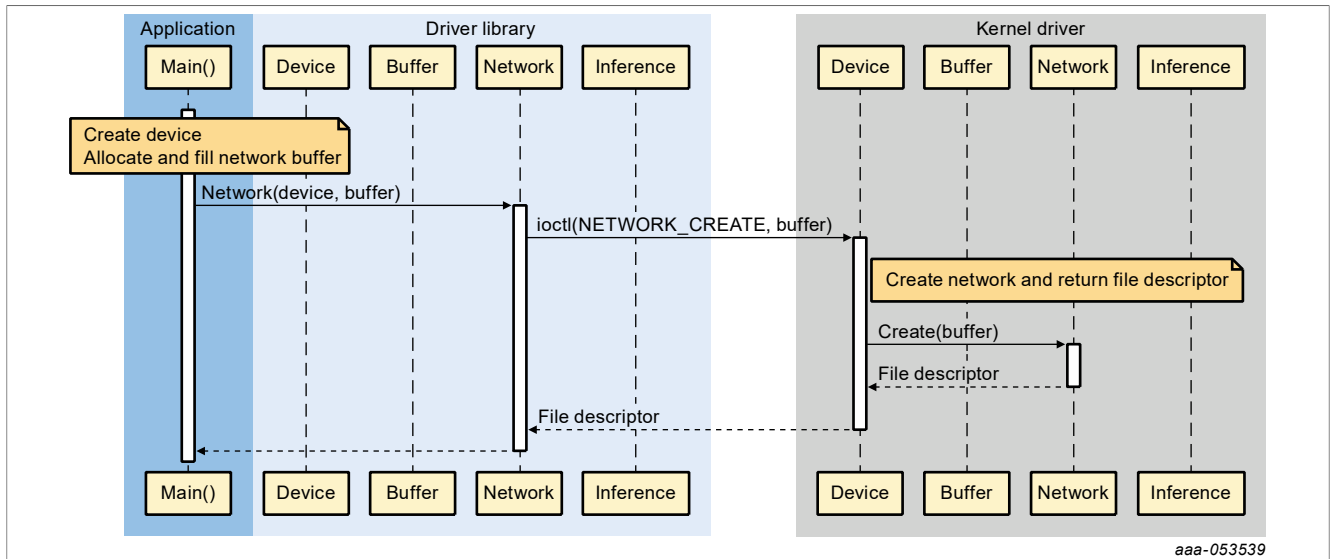 Application Driver library Kernel driver
Main() Device Buffer Network Inference Device Buffer Network Inference
Create device
Allocate and fill network buffer
Network(device, buffer)
ioctl(NETWORK_CREATE, buffer)
Create network and return file descriptor
Create(buffer)
File descriptor
File descriptor
Main() Device Buffer Network Inference Device Buffer Network Inference
aaa-053539